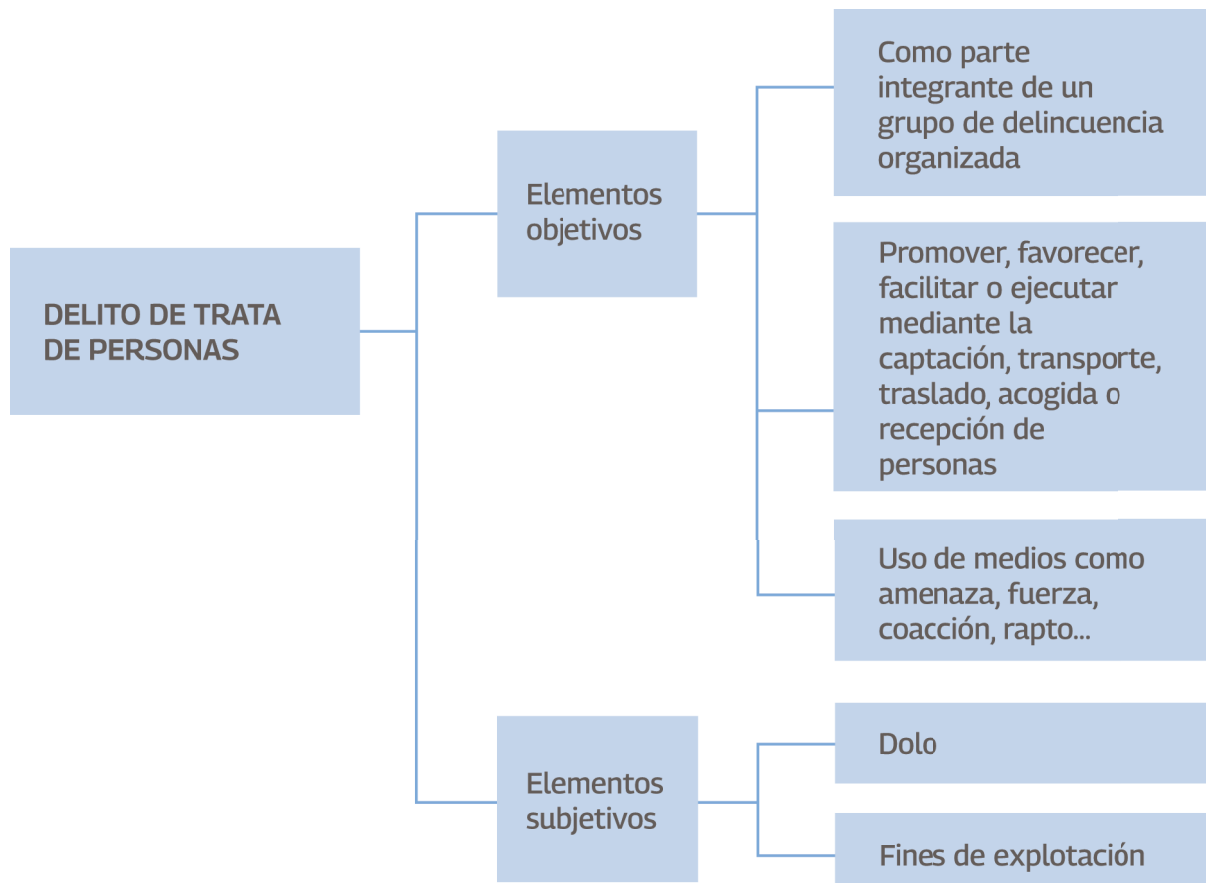 DELITO DE TRATA
DE PERSONAS
Elementos
objetivos
Como parte
integrante de un
grupo de delincuencia
organizada
Promover, favorecer,
facilitar o ejecutar
mediante la
captación, transporte,
traslado, acogida o
recepción de
personas
Uso de medios como
amenaza, fuerza,
coacción, rapto...
Elementos
subjetivos
Dolo
Fines de explotación